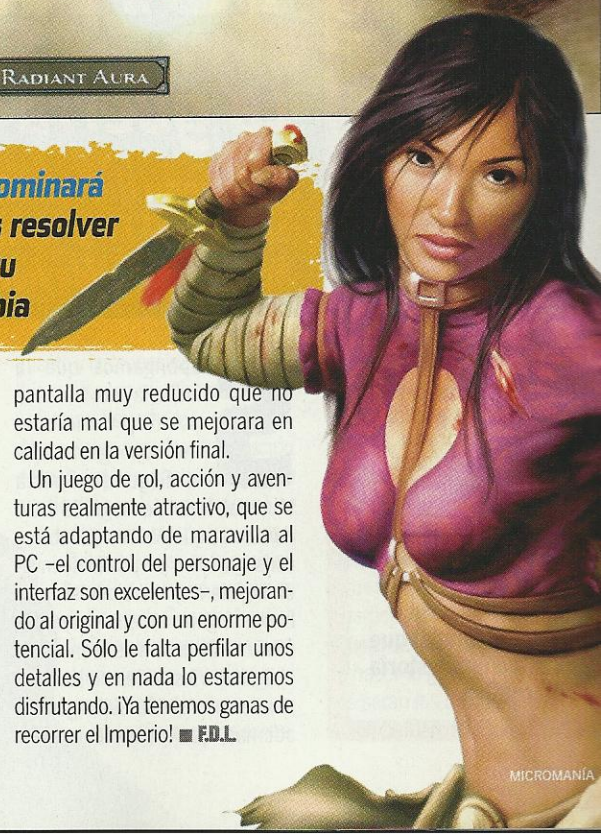 RADIANT AURA
ominará
s resolver
u
pia
pantalla muy reducido que no
estaría mal que se mejorara en
calidad en la versión final.
Un juego de rol, acción y aven-
turas realmente atractivo, que se
está adaptando de maravilla al
PC –el control del personaje y el
interfaz son excelentes–, mejoran-
do al original y con un enorme po-
tencial. Sólo le falta perfilar unos
detalles y en nada lo estaremos
disfrutando. ¡Ya tenemos ganas de
recorrer el Imperio! ■ F.D.L.
MICROMANÍA